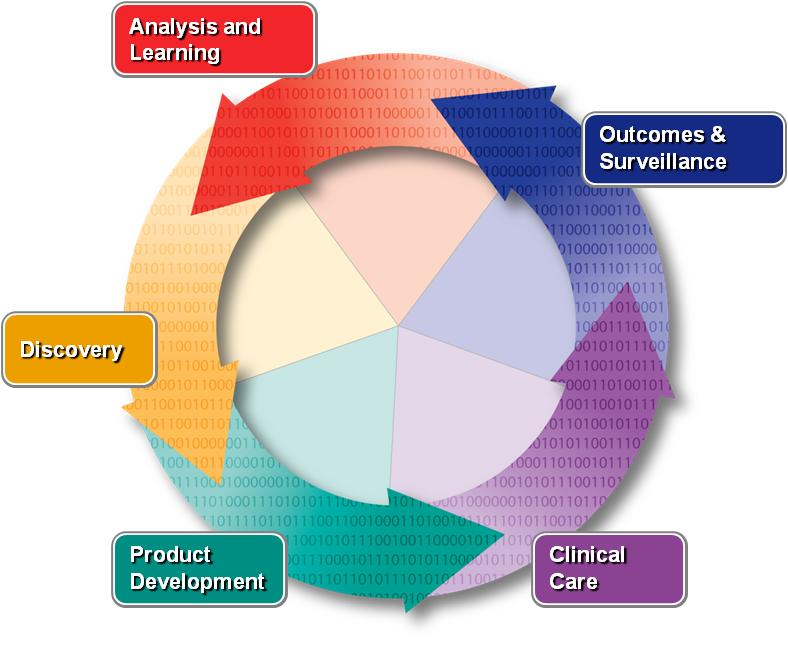 Analysis and
Learning
Outcomes &
Surveillance
Discovery
Product
Development
Clinical
Care